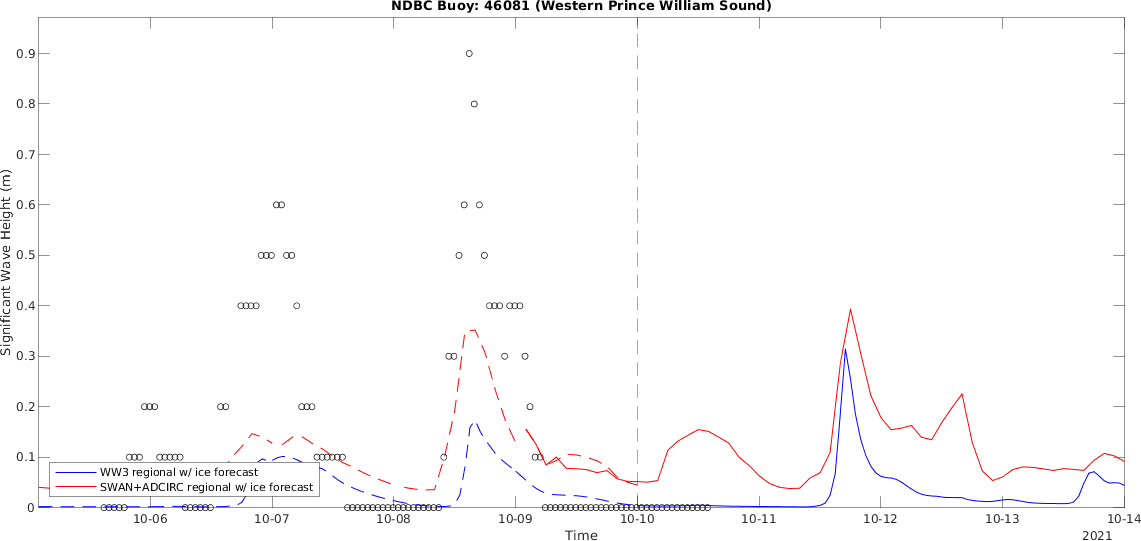 NDBC Buoy: 46081 (Western Prince William Sound)
Significant Wave Height (m)
0.9
0.8
0.7
0.6
0.5
0.4
0.3
0.2
0.1
0
WW3 regional w/ ice forecast
SWAN+ADCIRC regional w/ ice forecast
10-06 10-07 10-08 10-09 10-10 10-11 10-12 10-13 10-14
Time
2021